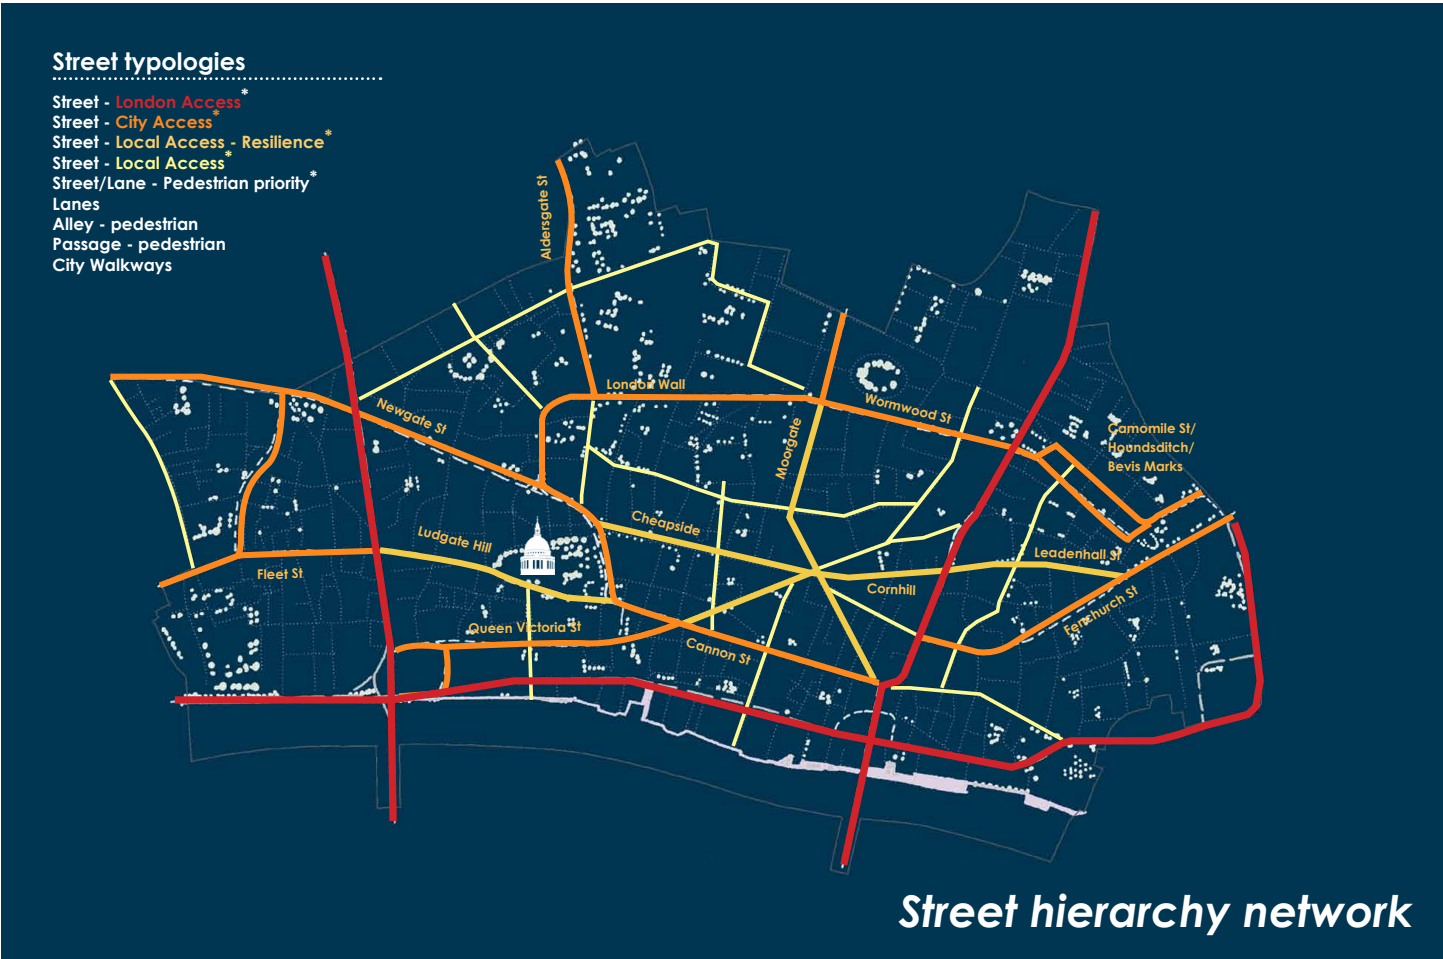 Street typologies
Street - London Access*
Street - City Access*
Street - Local Access - Resilience*
Street - Local Access*
Street/Lane - Pedestrian priority*
Lanes
Alley - pedestrian
Passage - pedestrian
City Walkways
Aldersgate St
London Wall
Newgate St
Wormwood St
Moorgate
Camomile St/
Houndsditch/
Bevis Marks
Cheapside
Ludgate Hill
Leadenhall St
Fleet St
Cornhill
Fenchurch St
Queen Victoria St
Cannon St
Street hierarchy network